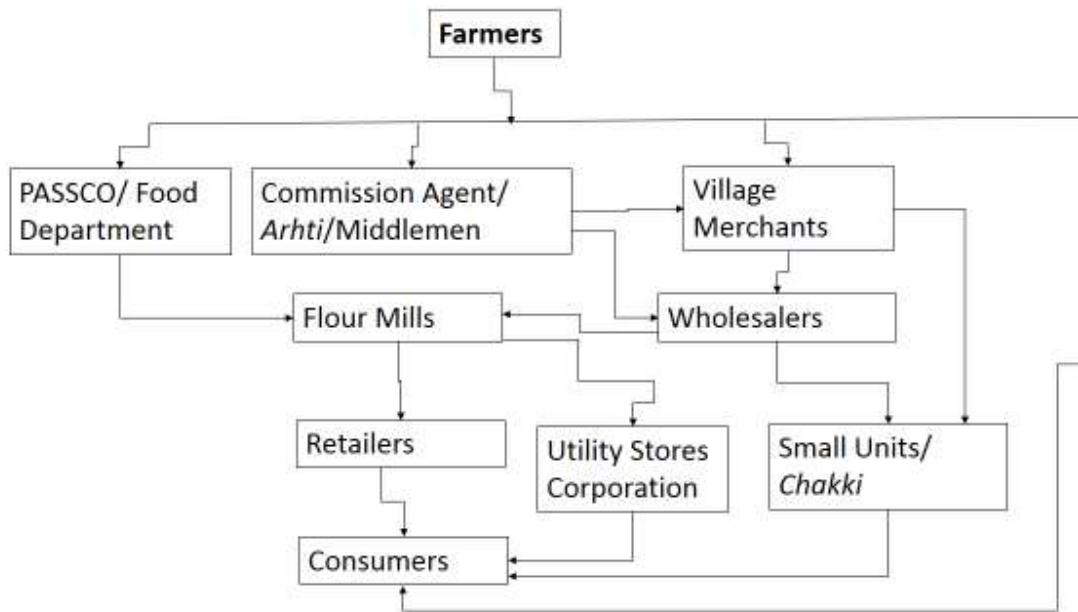 Farmers
PASSCO/ Food
Department
Commission Agent/
Arhti/Middlemen
Village
Merchants
Flour Mills
Wholesalers
Retailers
Utility Stores
Corporation
Small Units/
Chakki
Consumers